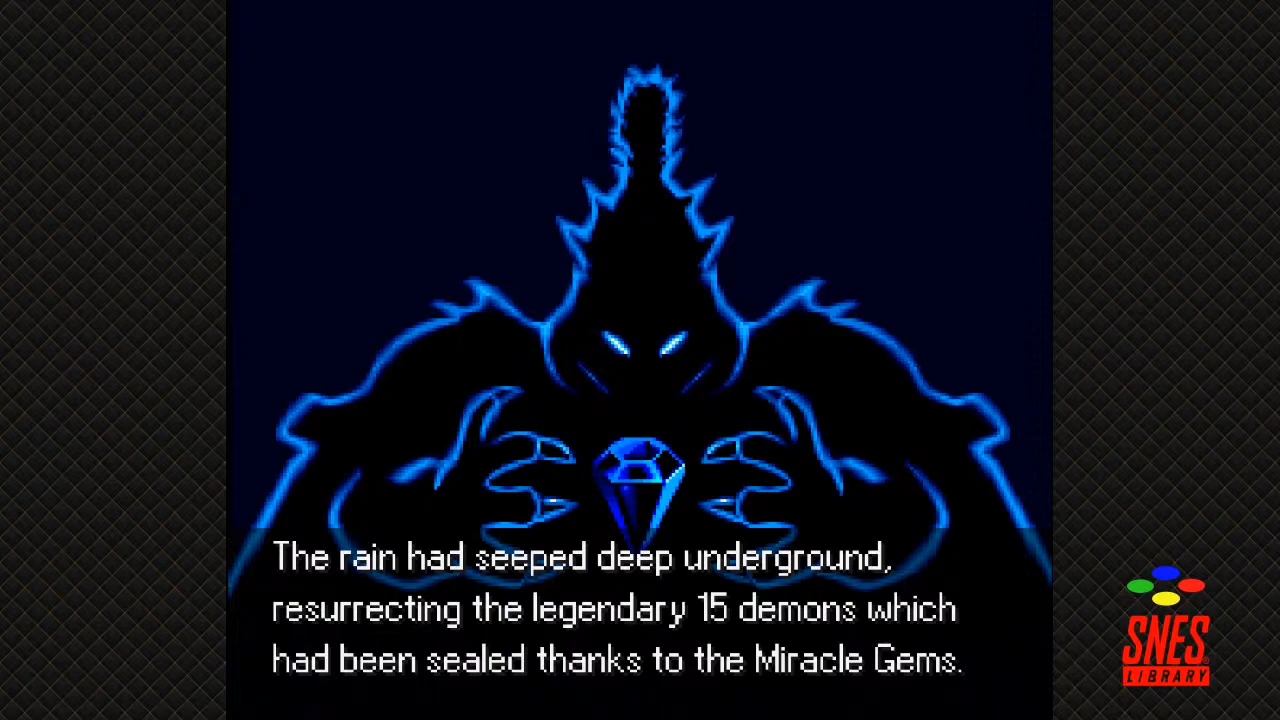 The rain had seeped deep underground,
resurrecting the legendary 15 demons which
had been sealed thanks to the Miracle Gems.
SNES
LIBRARY